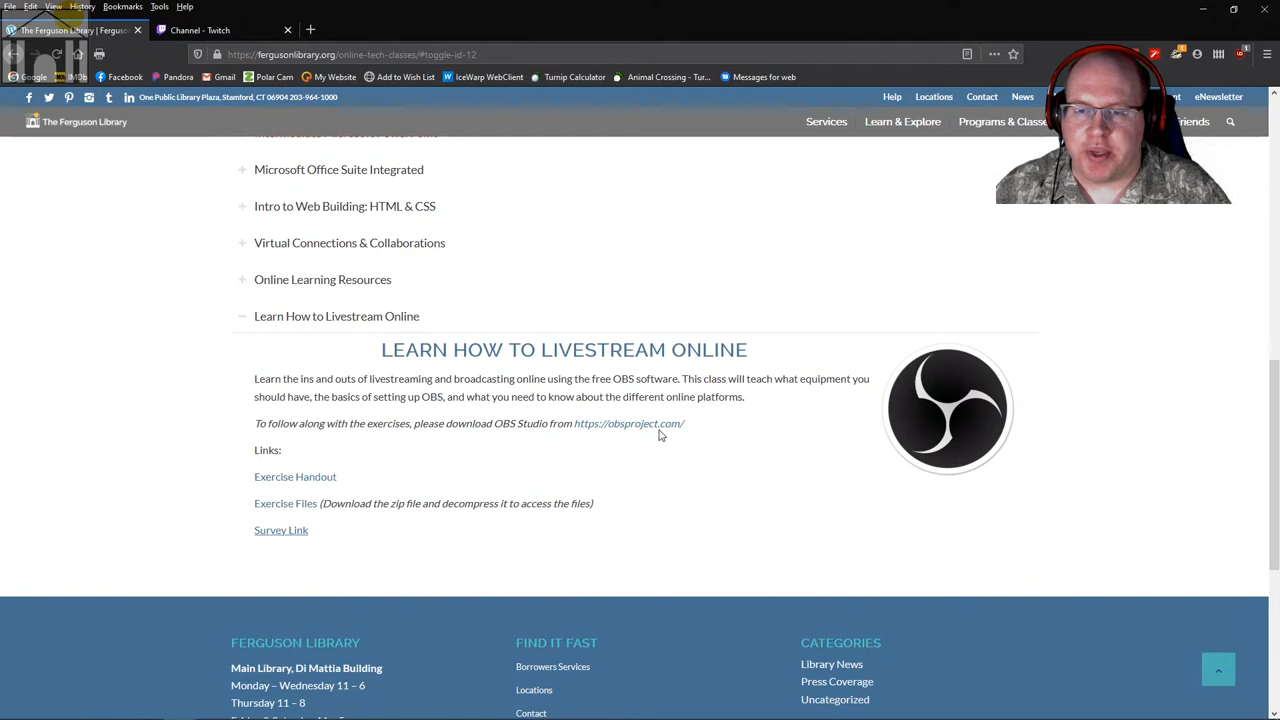 File Edit View History Bookmarks Tools Help
The Ferguson Library | Ferguso
Channel - Twitch
https://fergusonlibrary.org/online-tech-classes/#toggle-id-12
Google IMDb Facebook Pandora Gmail Polar Cam My Website Add to Wish List IceWarp WebClient Turnip Calculator Animal Crossing - Tur... Messages for web
One Public Library Plaza, Stamford, CT 06904 203-964-1000
Help Locations Contact News eNewsletter
The Ferguson Library
Services Learn & Explore Programs & Classe riends
Microsoft Office Suite Integrated
Intro to Web Building: HTML & CSS
Virtual Connections & Collaborations
Online Learning Resources
Learn How to Livestream Online
LEARN HOW TO LIVESTREAM ONLINE
Learn the ins and outs of livestreaming and broadcasting online using the free OBS software. This class will teach what equipment you
should have, the basics of setting up OBS, and what you need to know about the different online platforms.
To follow along with the exercises, please download OBS Studio from https://obsproject.com/
Links:
Exercise Handout
Exercise Files (Download the zip file and decompress it to access the files)
Survey Link
FERGUSON LIBRARY
FIND IT FAST
CATEGORIES
Main Library, Di Mattia Building
Borrowers Services
Library News
Monday – Wednesday 11 – 6
Locations
Press Coverage
Thursday 11 – 8
Contact
Uncategorized